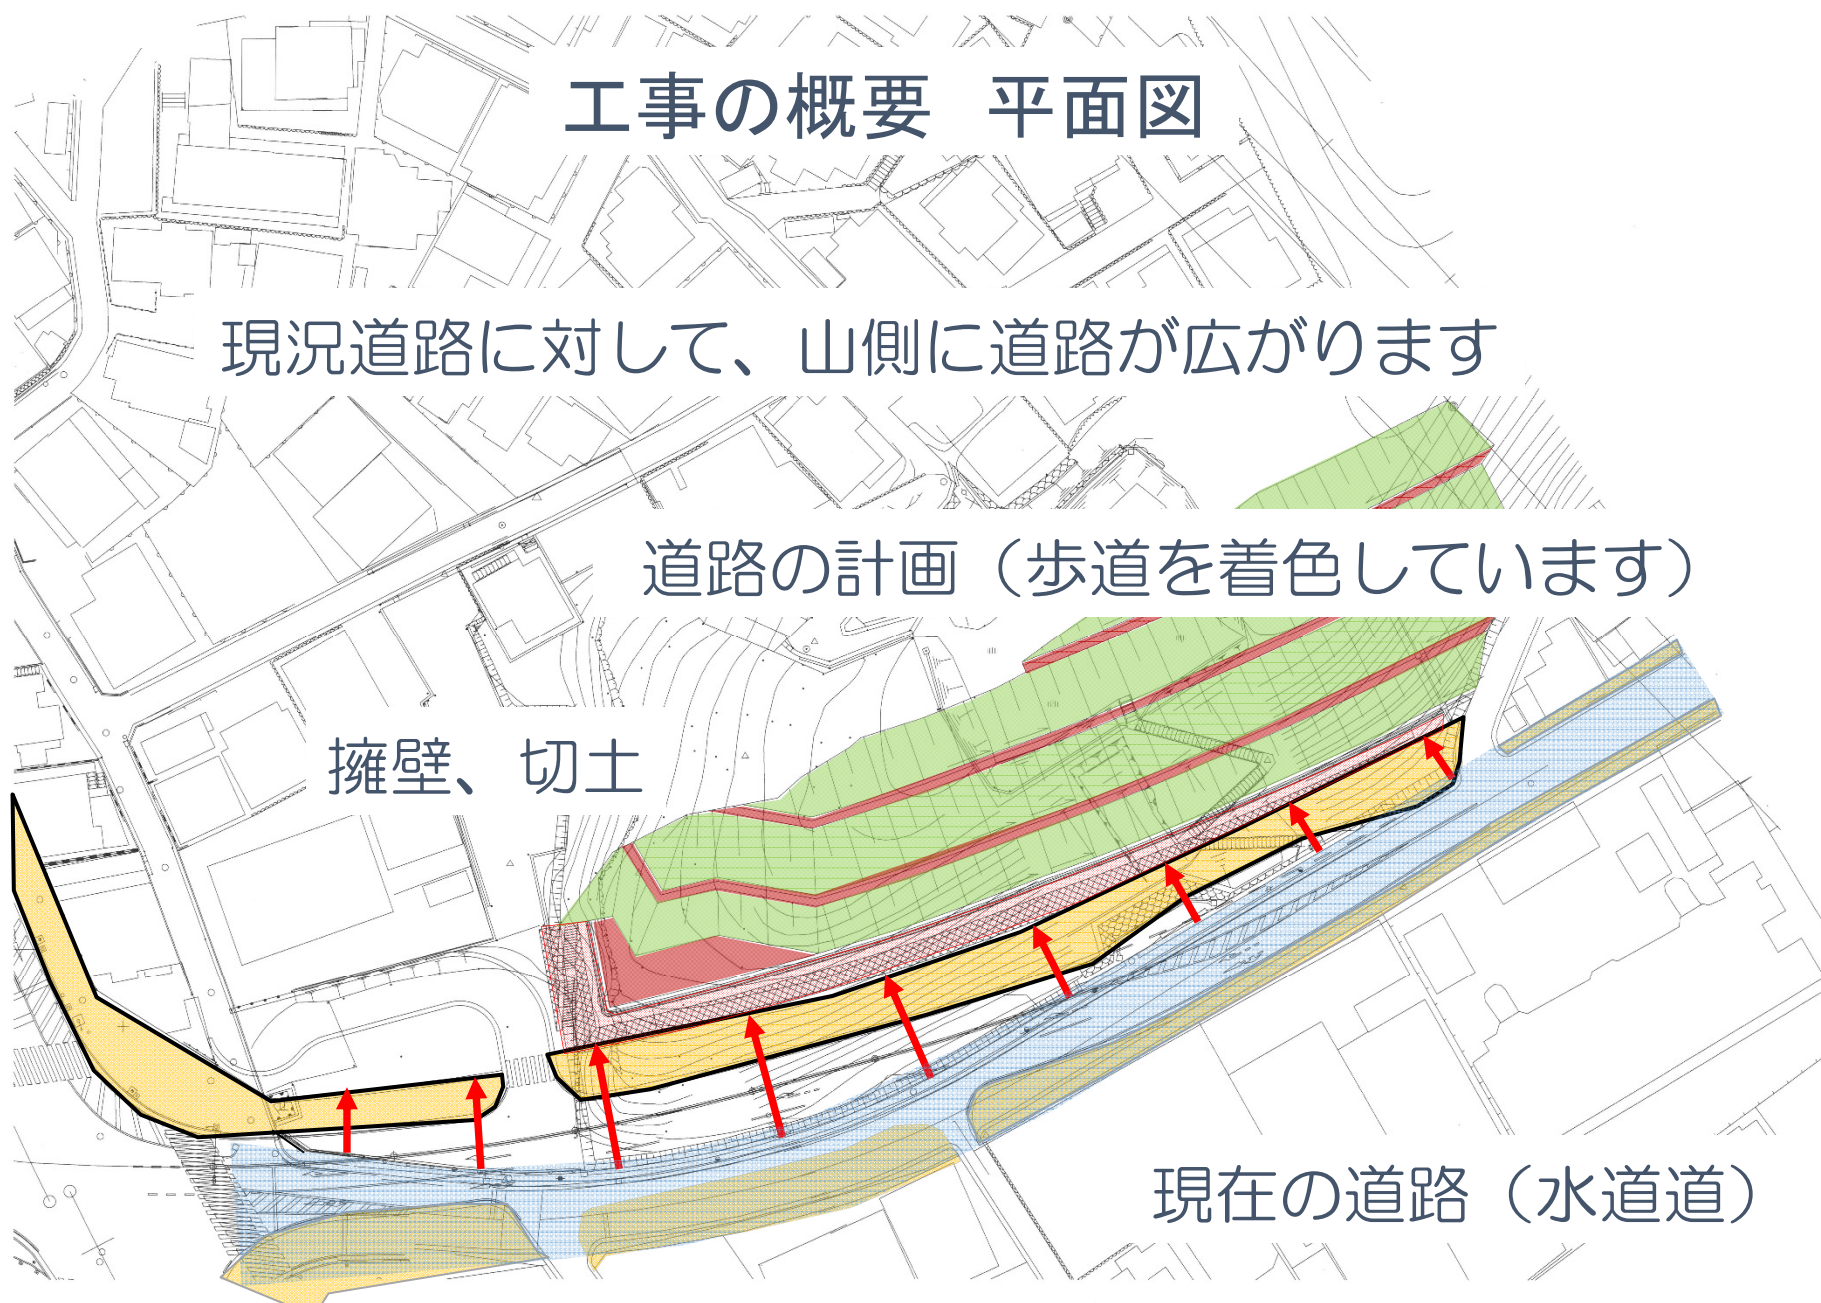 工事の概要　平面図
現況道路に対して、山側に道路が広がります
道路の計画（歩道を着色しています）
擁壁、切土
現在の道路（水道道）